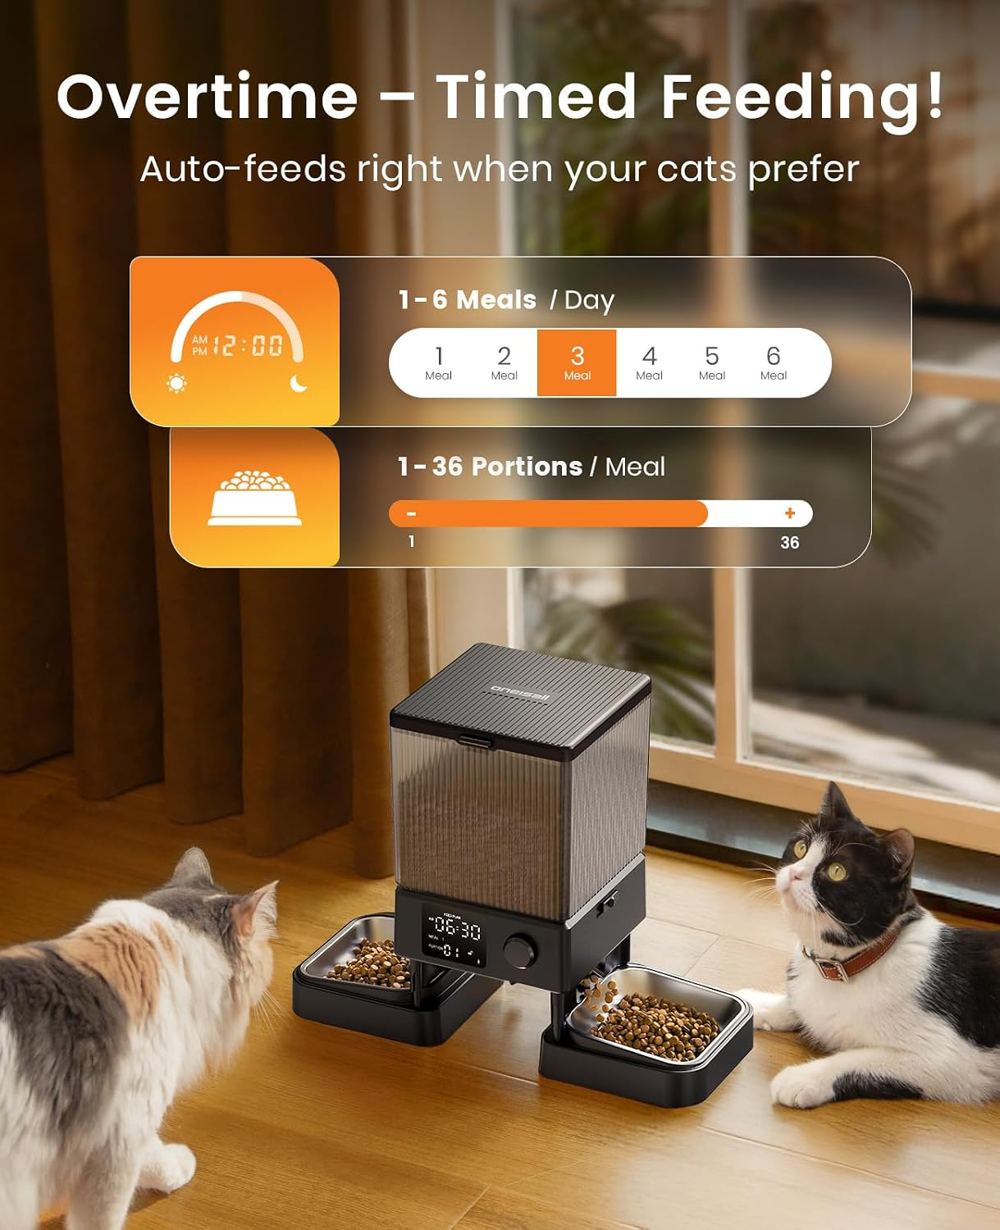 Overtime – Timed Feeding!
Auto-feeds right when your cats prefer
1-6 Meals / Day
AM
PM 12:00
1 2 3 4 5 6
Meal Meal Meal Meal Meal Meal
1-36 Portions / Meal
- +
1 36
oneisall
06:30
01